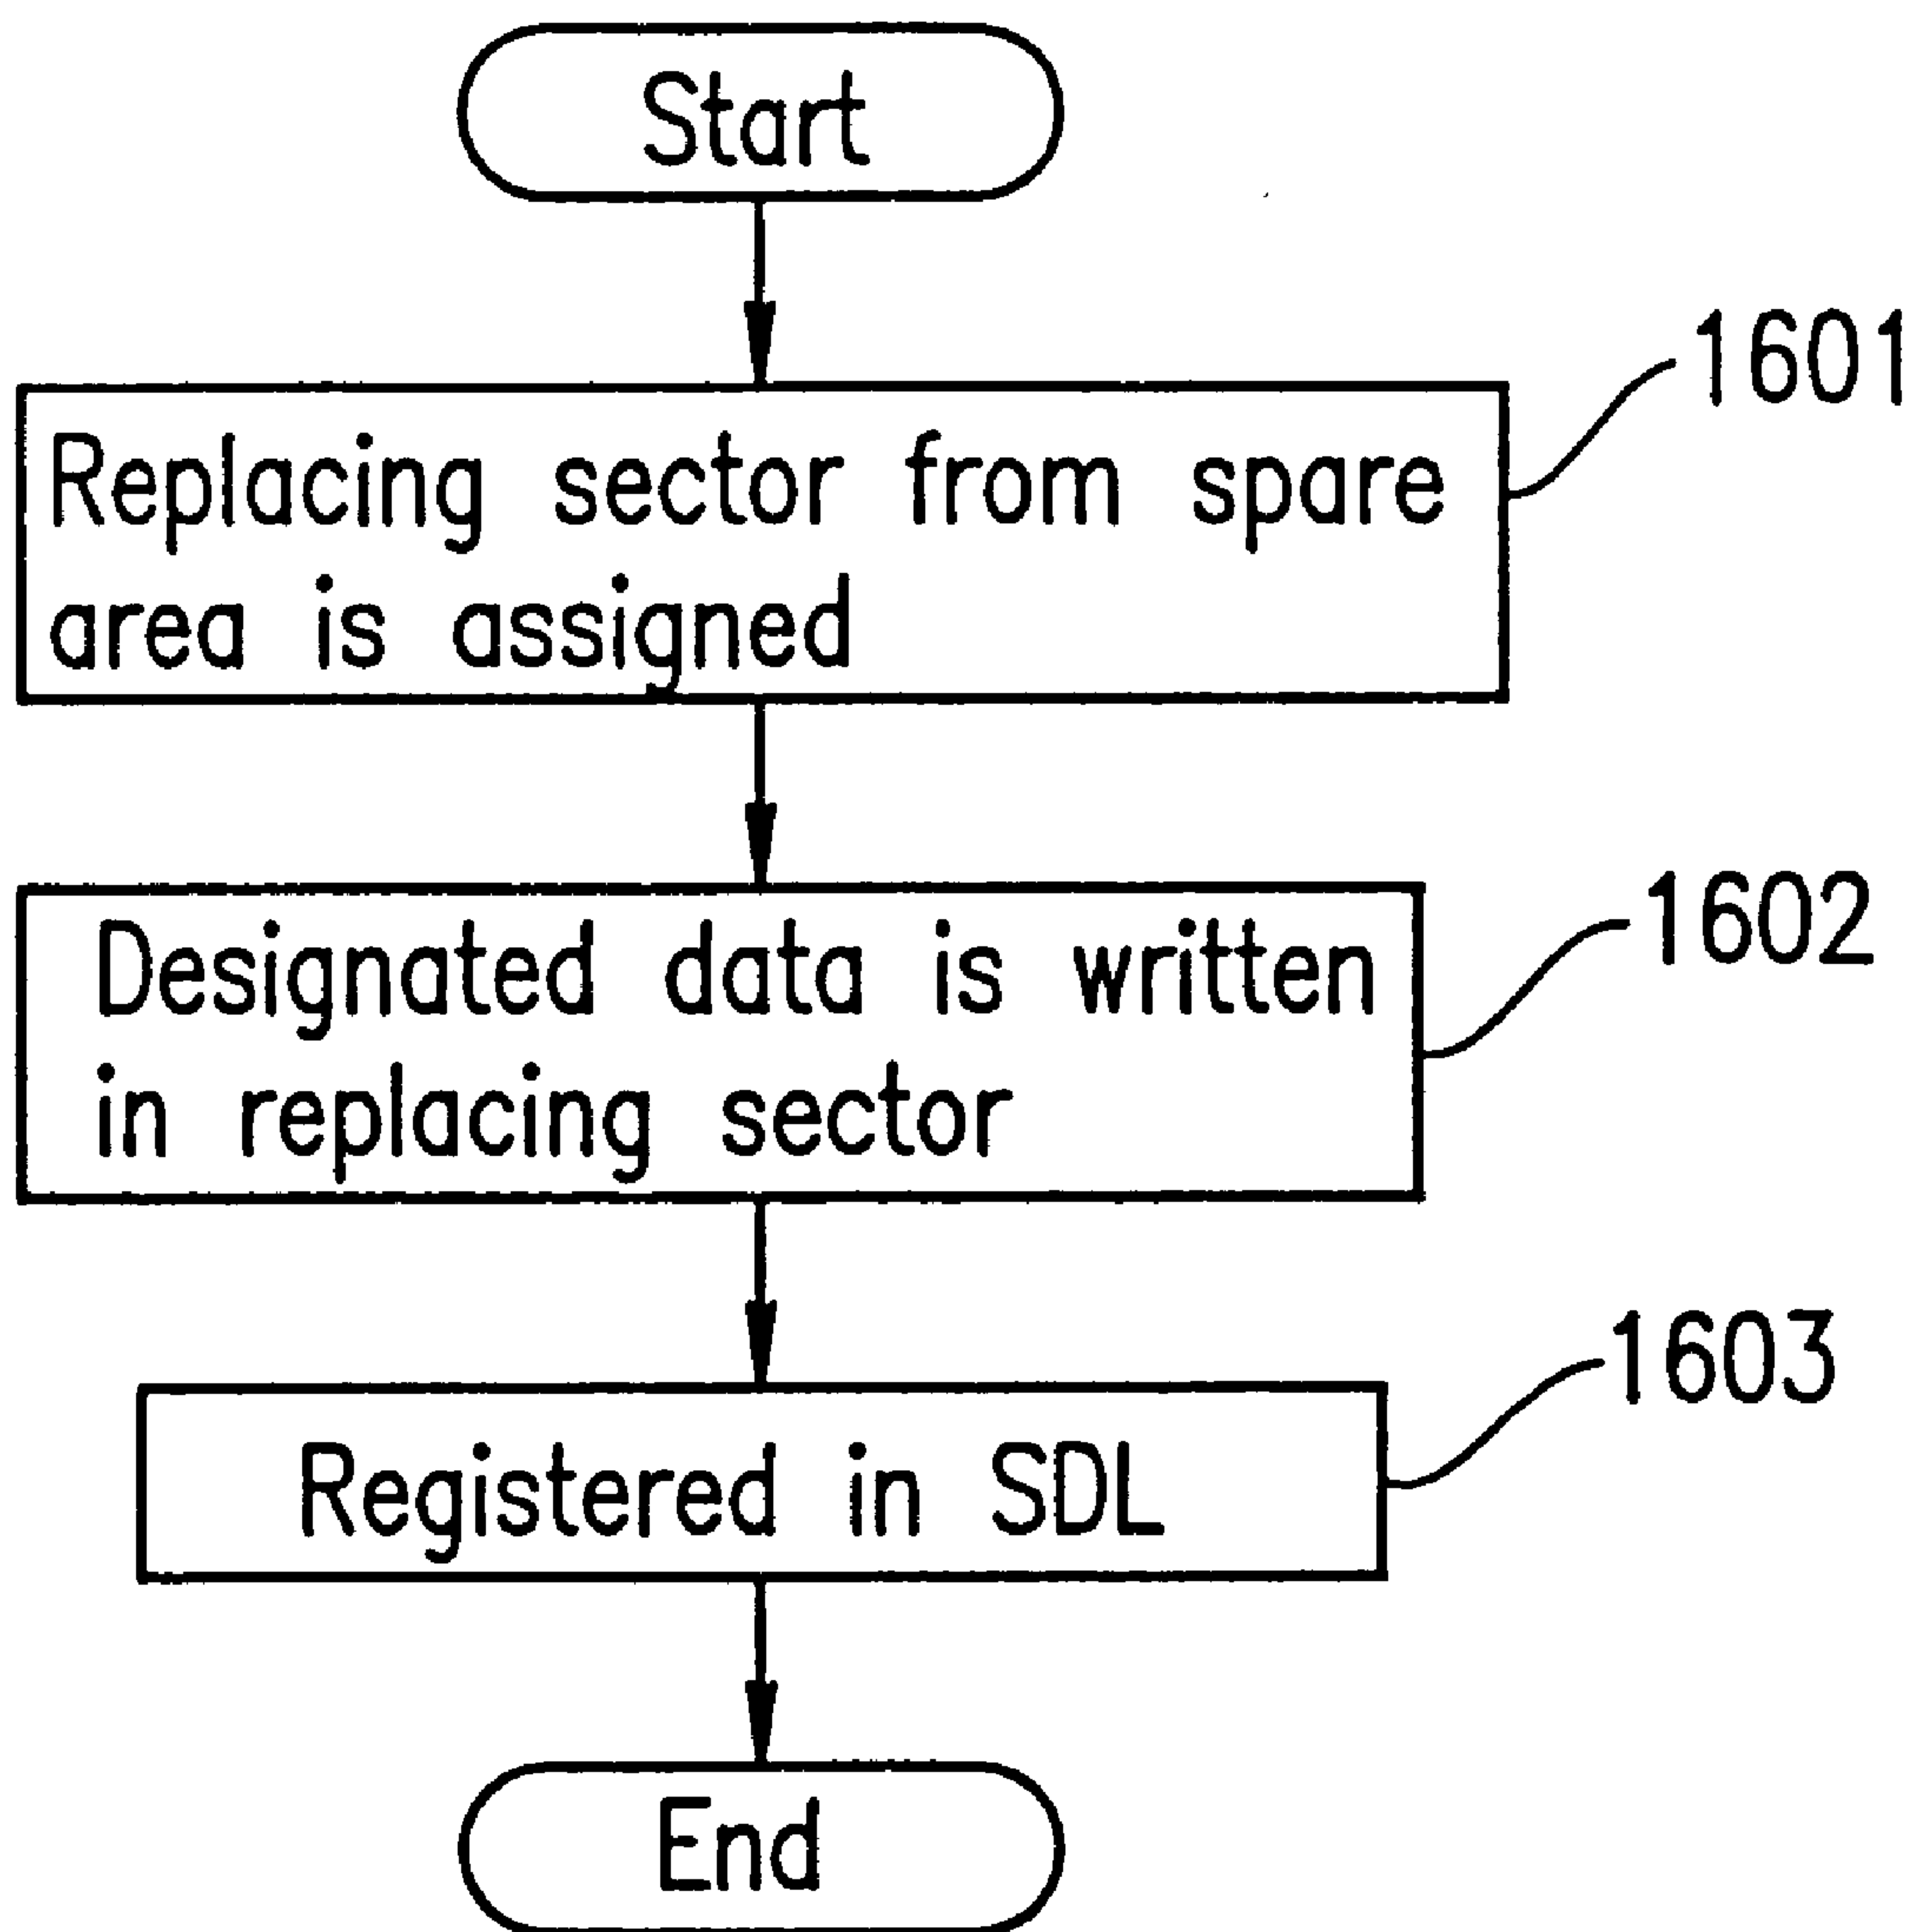 Start
1601
Replacing sector from spare
area is assigned
1602
Designated data is written
in replacing sector
1603
Registered in SDL
End